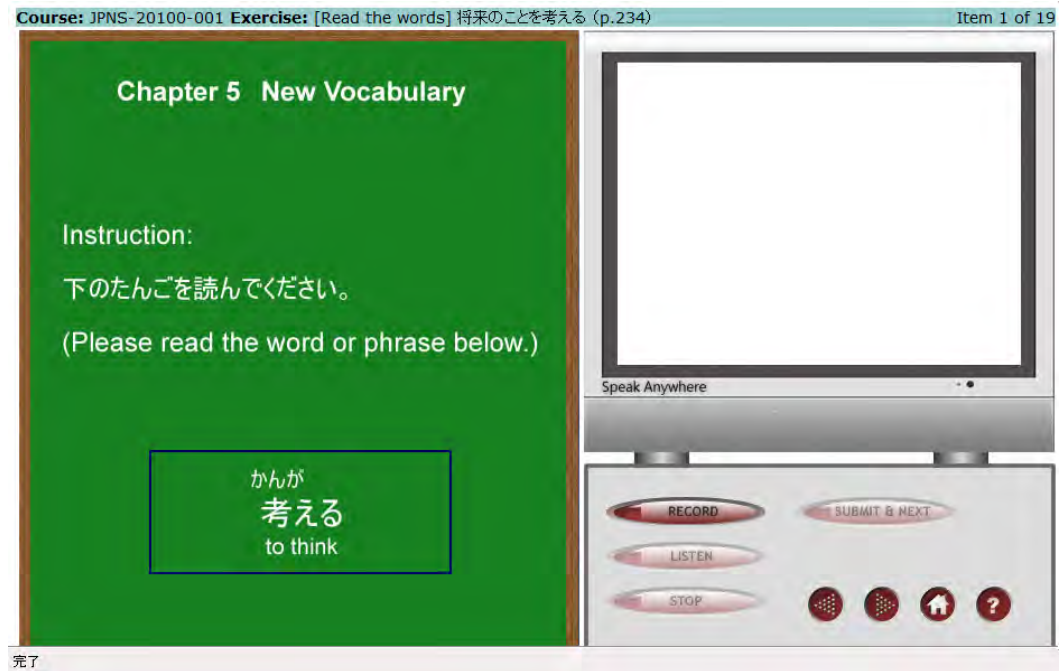 Course: JPNS-20100-001 Exercise: [Read the words] 将来のことを考える (p.234)
Item 1 of 19
Chapter 5 New Vocabulary
Instruction:
下のたんごを読んでください。
(Please read the word or phrase below.)
かんが
考える
to think
Speak Anywhere
RECORD
SUBMIT & NEXT
LISTEN
STOP
?
完了